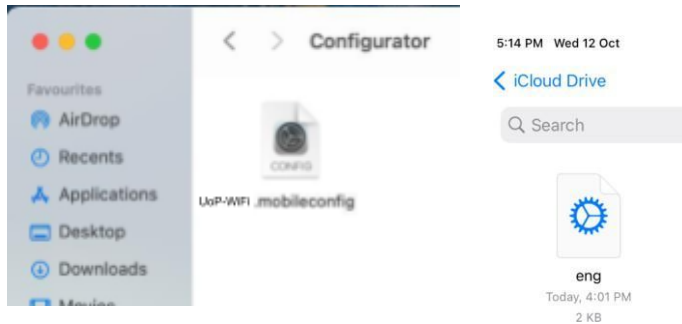 Configurator
Favourites
AirDrop
Recents
Applications
Desktop
Downloads
Movies
CONFIG
UoP-WIFI .mobileconfig
5:14 PM Wed 12 Oct
iCloud Drive
Search
eng
Today, 4:01 PM
2 KB